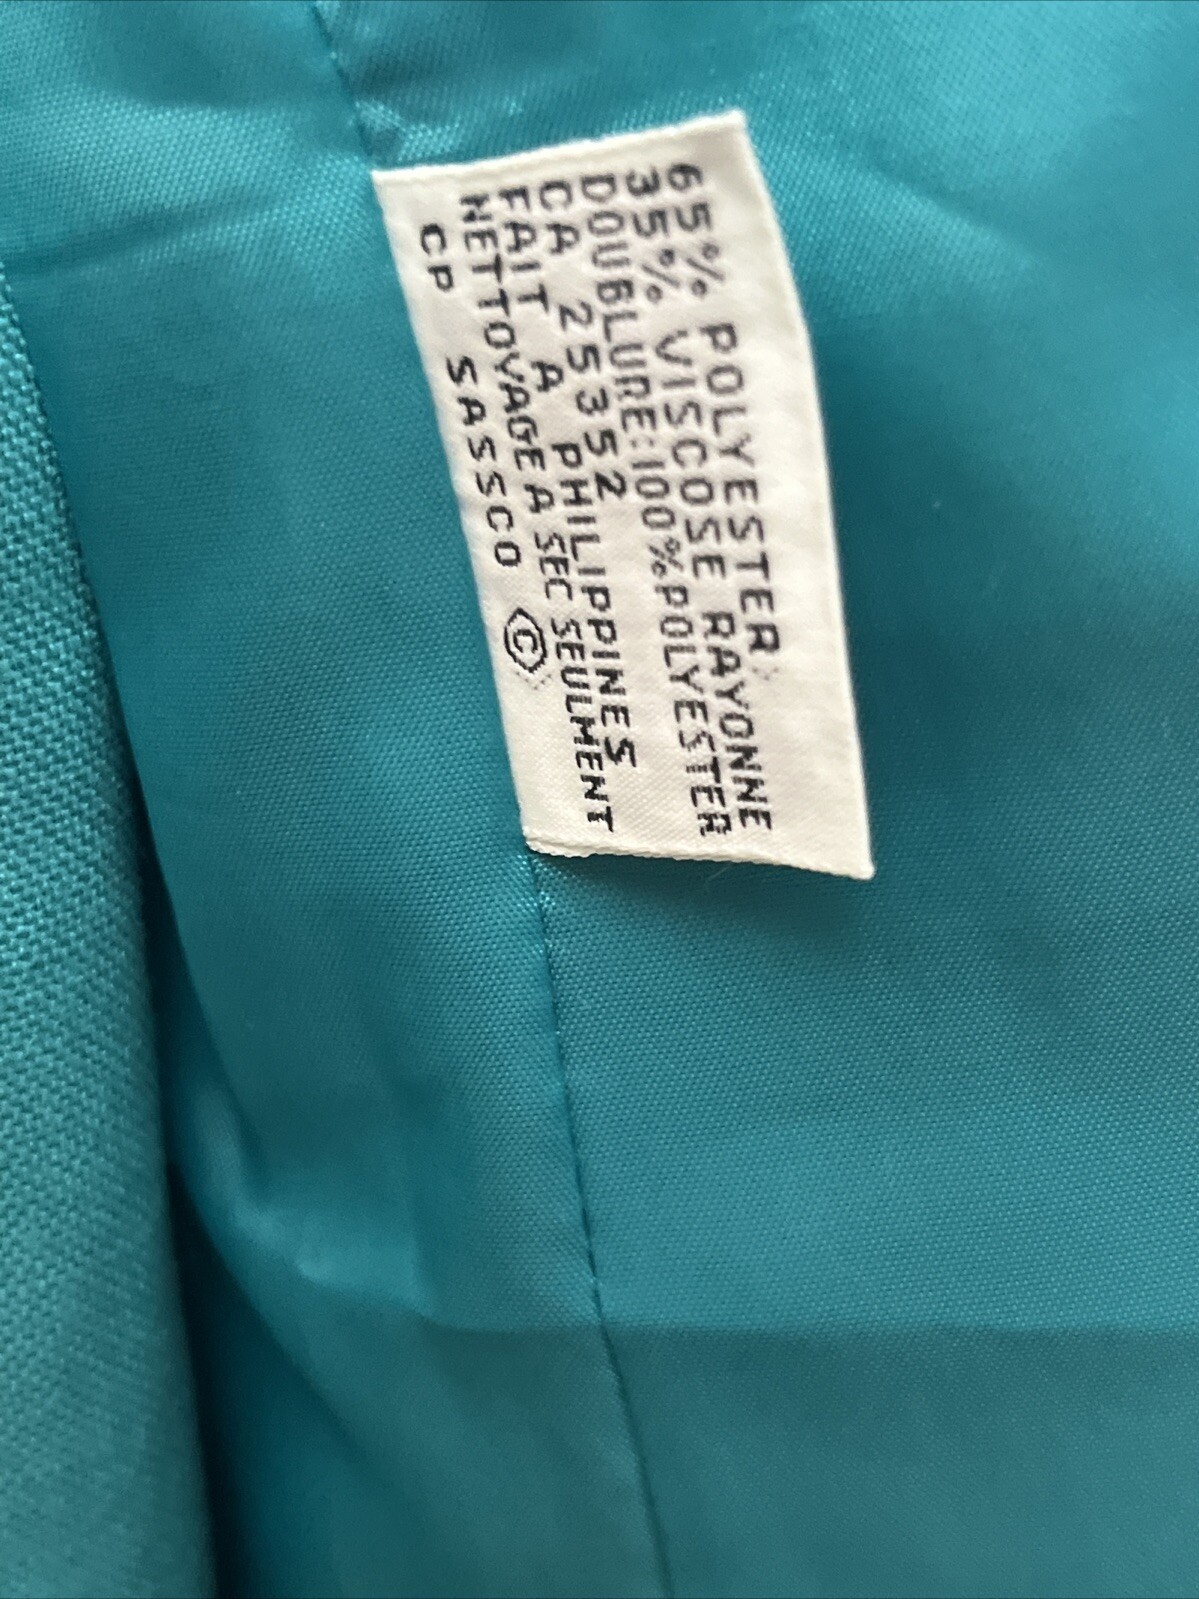 65% POLYESTER
35% VISCOSE RAYONNE
DOUBLURE:100%POLYESTER
CA 25352
FAIT A PHILIPPINES
NETTOYAGE A SEC SEULMENT
CP SASSCO ©